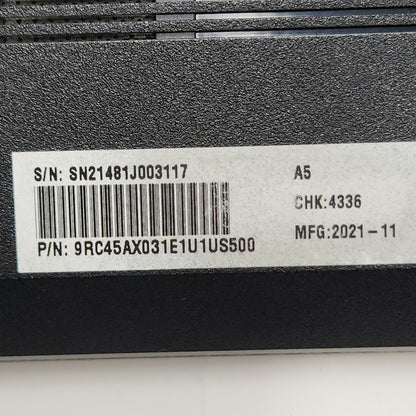 S/N: SN21481J003117
A5
CHK:4336
P/N: 9RC45AX031E1U1US500
MFG:2021-11